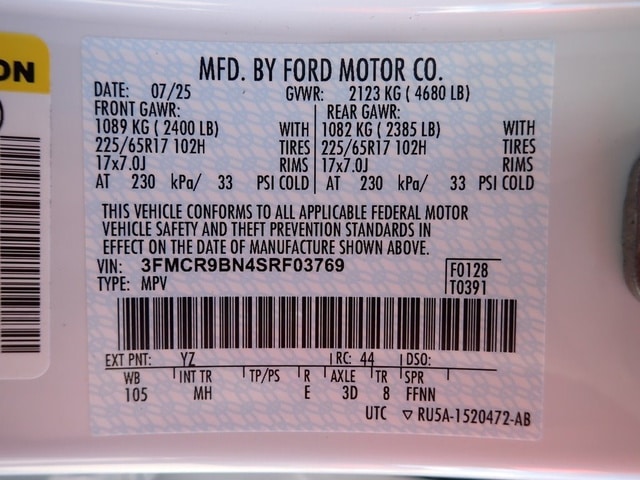 ON
)
MFD. BY FORD MOTOR CO.
DATE: 07/25 GVWR: 2123 KG ( 4680 LB)
FRONT GAWR: REAR GAWR:
1089 KG ( 2400 LB) WITH 1082 KG ( 2385 LB) WITH
225/65R17 102H TIRES 225/65R17 102H TIRES
17x7.0J RIMS 17x7.0J RIMS
AT 230 kPa/ 33 PSI COLD AT 230 kPa/ 33 PSI COLD
THIS VEHICLE CONFORMS TO ALL APPLICABLE FEDERAL MOTOR
VEHICLE SAFETY AND THEFT PREVENTION STANDARDS IN
EFFECT ON THE DATE OF MANUFACTURE SHOWN ABOVE.
VIN: 3FMCR9BN4SRF03769 F0128
TYPE: MPV T0391
EXT PNT: YZ RC: 44 DSO:
WB INT TR TP/PS R AXLE TR SPR
105 MH E 3D 8 FFNN
UTC ▽ RU5A-1520472-AB